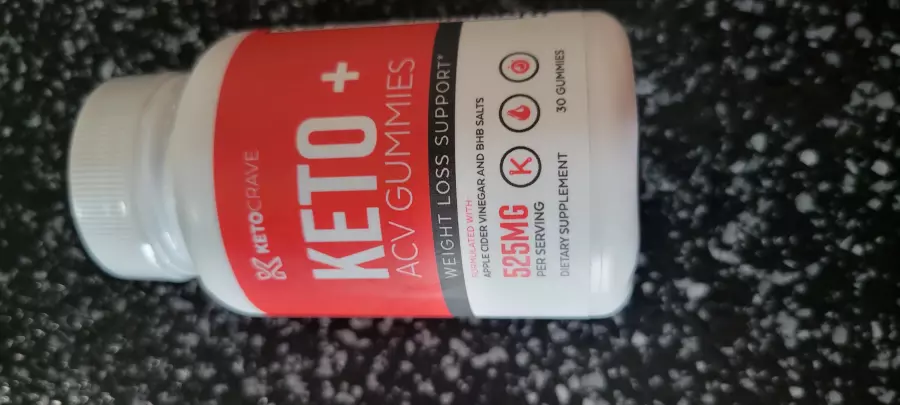 KETOCRAVE
KETO +
ACV GUMMIES
WEIGHT LOSS SUPPORT*
FORMULATED WITH:
APPLE CIDER VINEGAR AND BHB SALTS
525MG
PER SERVING
K
DIETARY SUPPLEMENT
30 GUMMIES